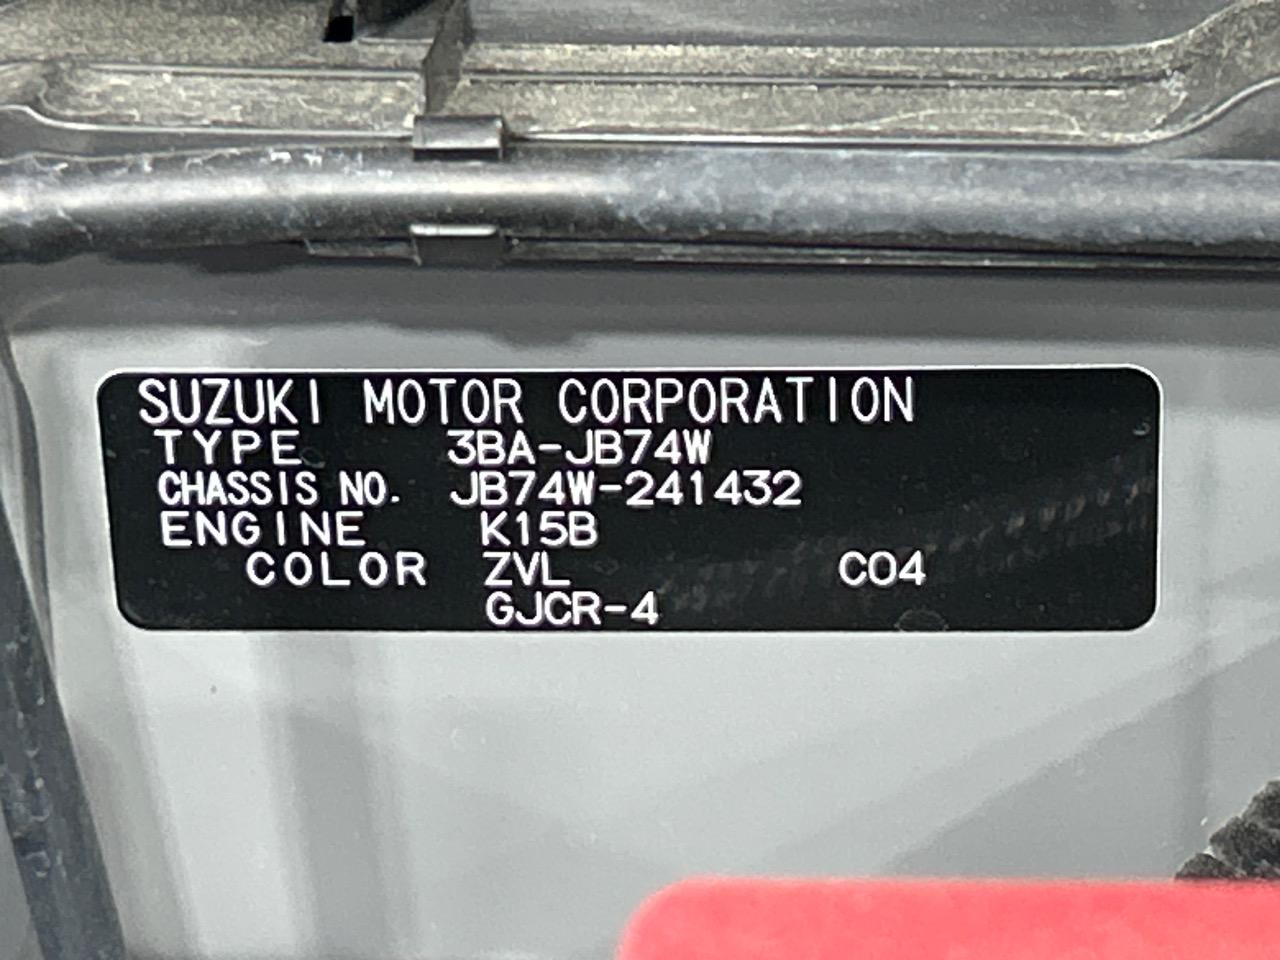 SUZUKI MOTOR CORPORATION
TYPE 3BA-JB74W
CHASSIS NO. JB74W-241432
ENGINE K15B
COLOR ZVL C04
GJCR-4